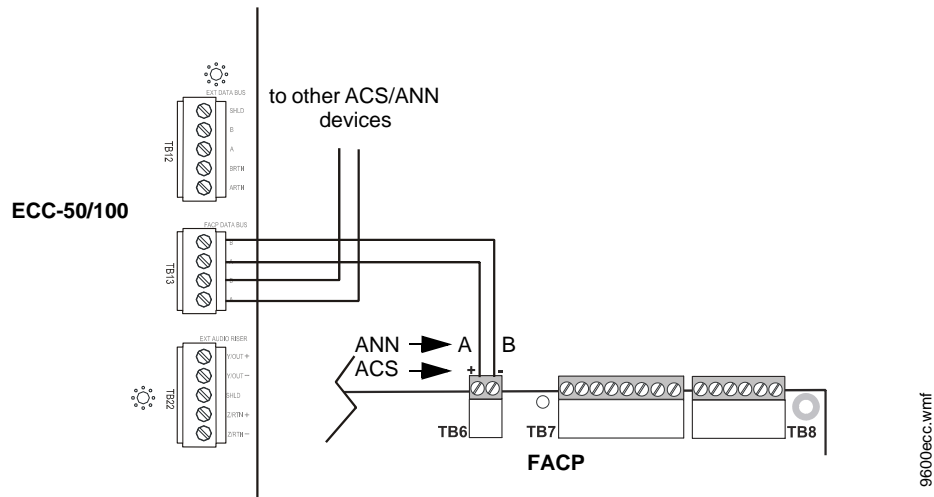 EXT DATA BUS
SHLD
B
A
BRTN
ARTN
TB12
to other ACS/ANN
devices
ECC-50/100
FACP DATA BUS
B
A
B
A
TB13
EXT AUDIO RISER
Y/OUT +
Y/OUT –
SHLD
Z/RTN +
Z/RTN –
TB22
ANN A B
ACS + -
TB6 TB7 TB8
FACP
9600ecc.wmf